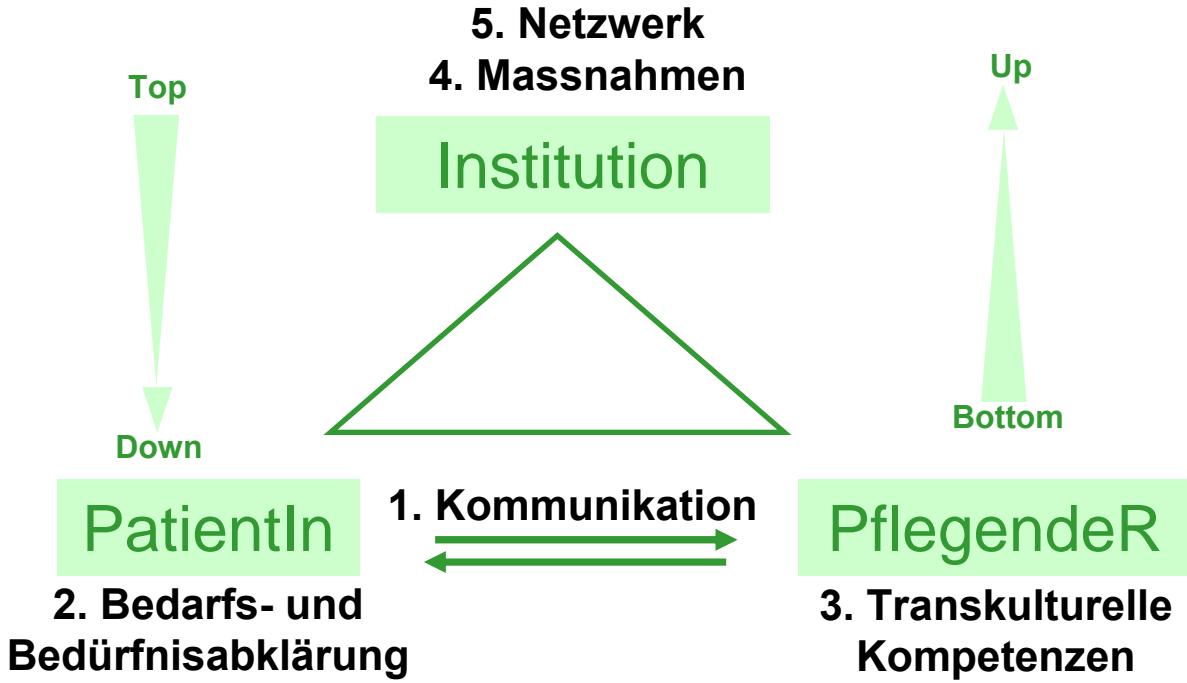 5. Netzwerk
4. Massnahmen
Top
Up
Institution
Down
Bottom
PatientIn
1. Kommunikation
PflegendeR
2. Bedarfs- und
Bedürfnisabklärung
3. Transkulturelle
Kompetenzen